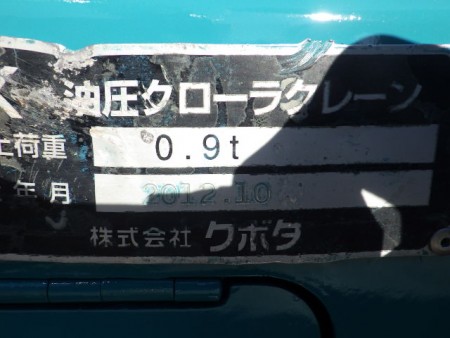 油圧クローラクレーン
上荷重 0.9t
年月 2012.10
株式会社 クボタ